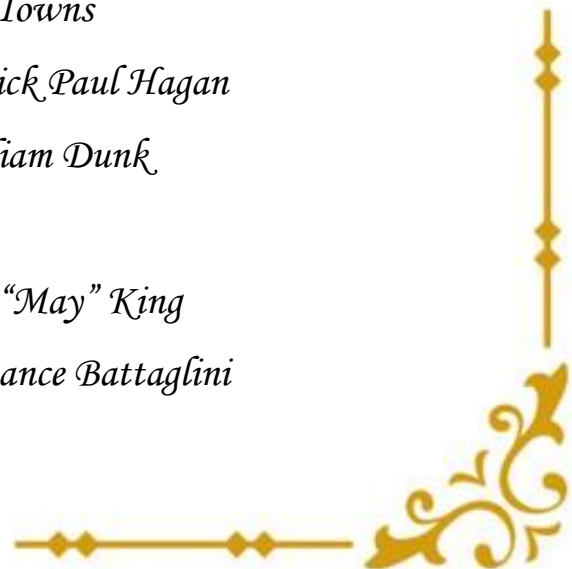 Towns
ick Paul Hagan
iam Dunk
“May” King
ance Battaglini